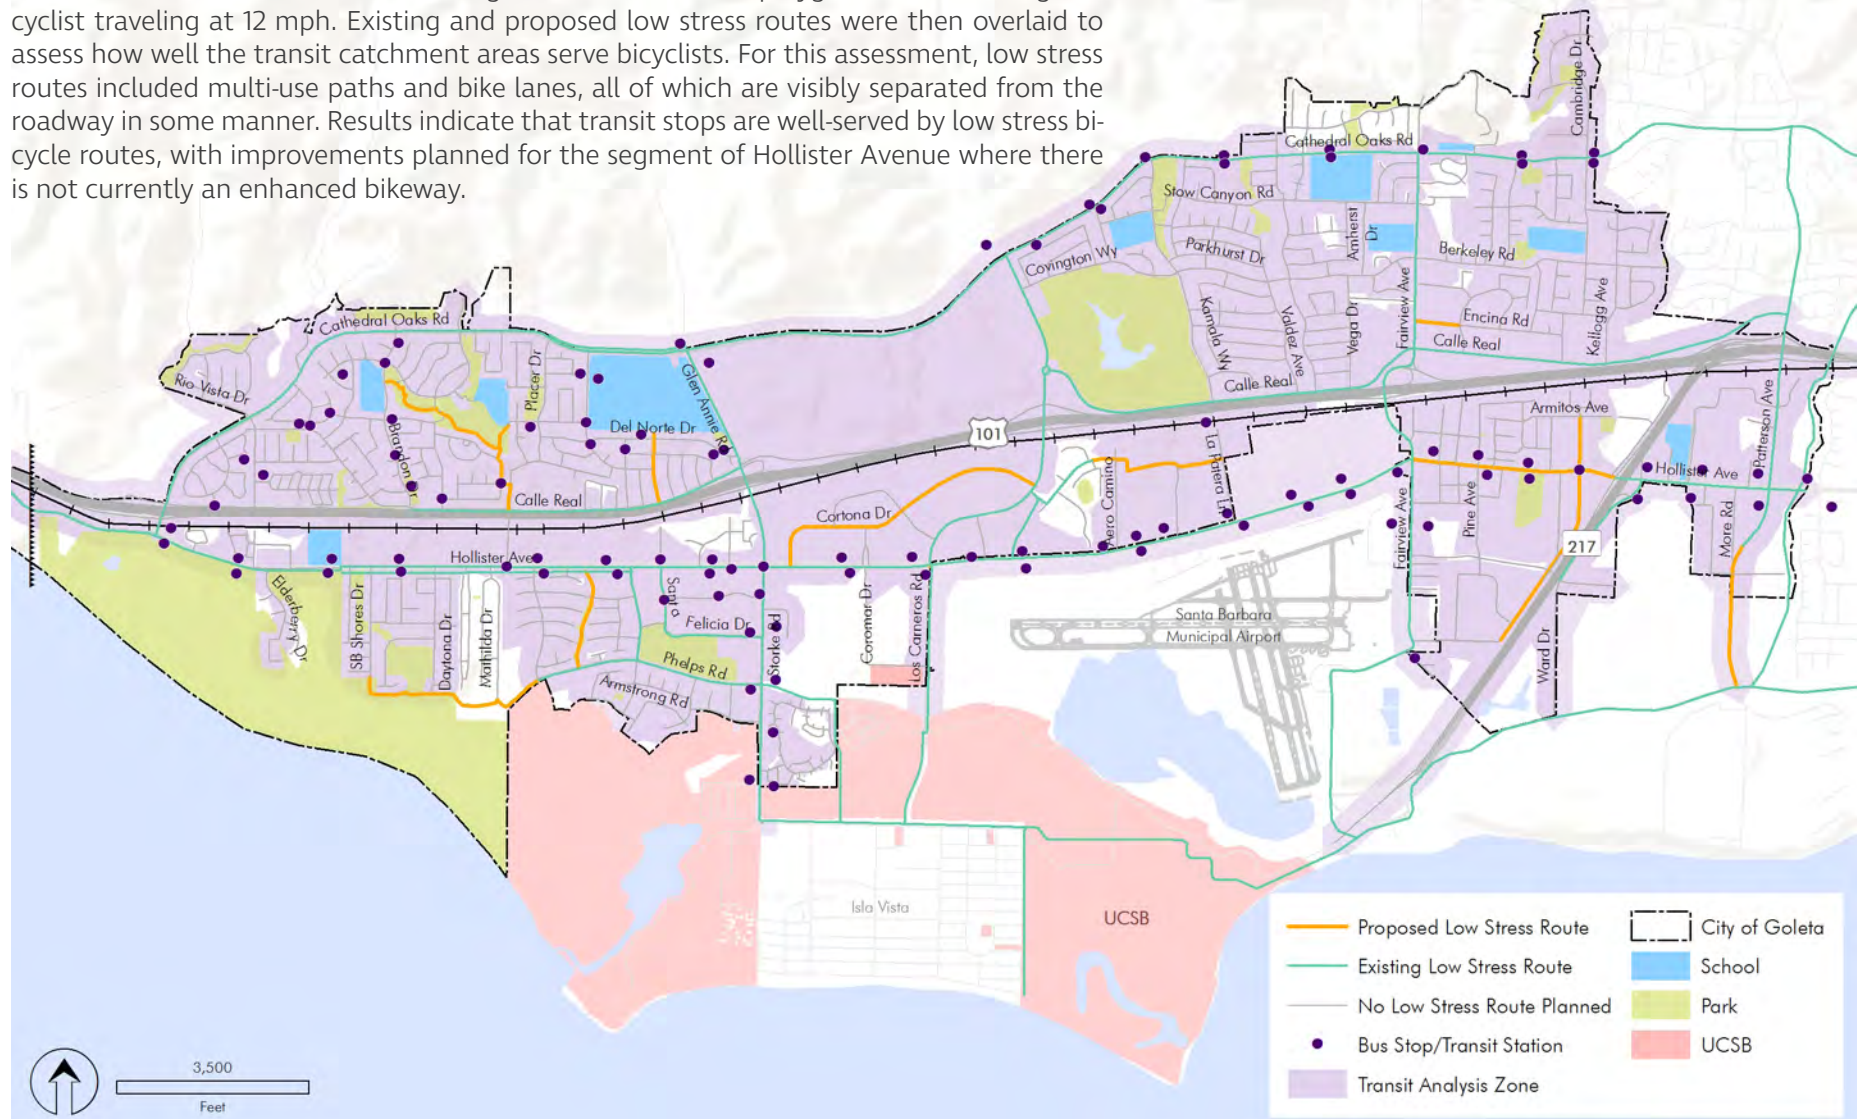 cyclist traveling at 12 mph. Existing and proposed low stress routes were then overlaid to
assess how well the transit catchment areas serve bicyclists. For this assessment, low stress
routes included multi-use paths and bike lanes, all of which are visibly separated from the
roadway in some manner. Results indicate that transit stops are well-served by low stress bi-
cycle routes, with improvements planned for the segment of Hollister Avenue where there
is not currently an enhanced bikeway.
Cambridge Dr
Cathedral Oaks Rd
Stow Canyon Rd
Amherst
Dr
Parkhurst Dr
Berkeley Rd
Covington Wy
Fairview Ave
Kellogg Ave
Kamala Wy
Valdez Ave
Vega Dr
Encina Rd
Calle Real
Calle Real
Cathedral Oaks Rd
Rio Vista Dr
Placer Dr
Glen Annie Rd
Del Norte Dr
Brandon Dr
Calle Real
101
La Patera Ln
Armitos Ave
Patterson Ave
Hollister Ave
Aero Camino
Cortona Dr
Pine Ave
More Rd
217
Fairview Ave
Hollister Ave
Elderberry Dr
SB Shores Dr
Daytona Dr
Mathilda Dr
Santa
Felicia Dr
Phelps Rd
Armstrong Rd
Storke Rd
Coromar Dr
Los Carneros Rd
Santa Barbara
Municipal Airport
Ward Dr
Isla Vista
UCSB
Proposed Low Stress Route
Existing Low Stress Route
No Low Stress Route Planned
Bus Stop/Transit Station
Transit Analysis Zone
City of Goleta
School
Park
UCSB
3,500
Feet